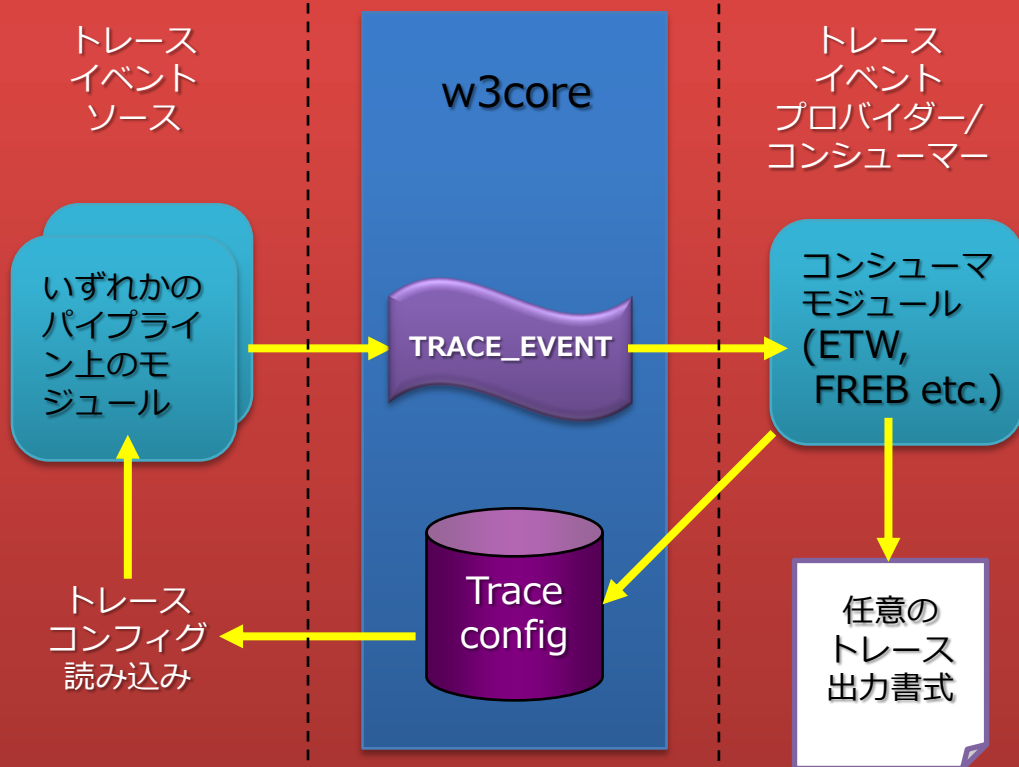 トレース
イベント
ソース
w3core
トレース
イベント
プロバイダー/
コンシューマー
いずれかの
パイプライ
ン上のモ
ジュール
TRACE_EVENT
コンシューマ
モジュール
(ETW,
FREB etc.)
トレース
コンフィグ
読み込み
Trace
config
任意の
トレース
出力書式